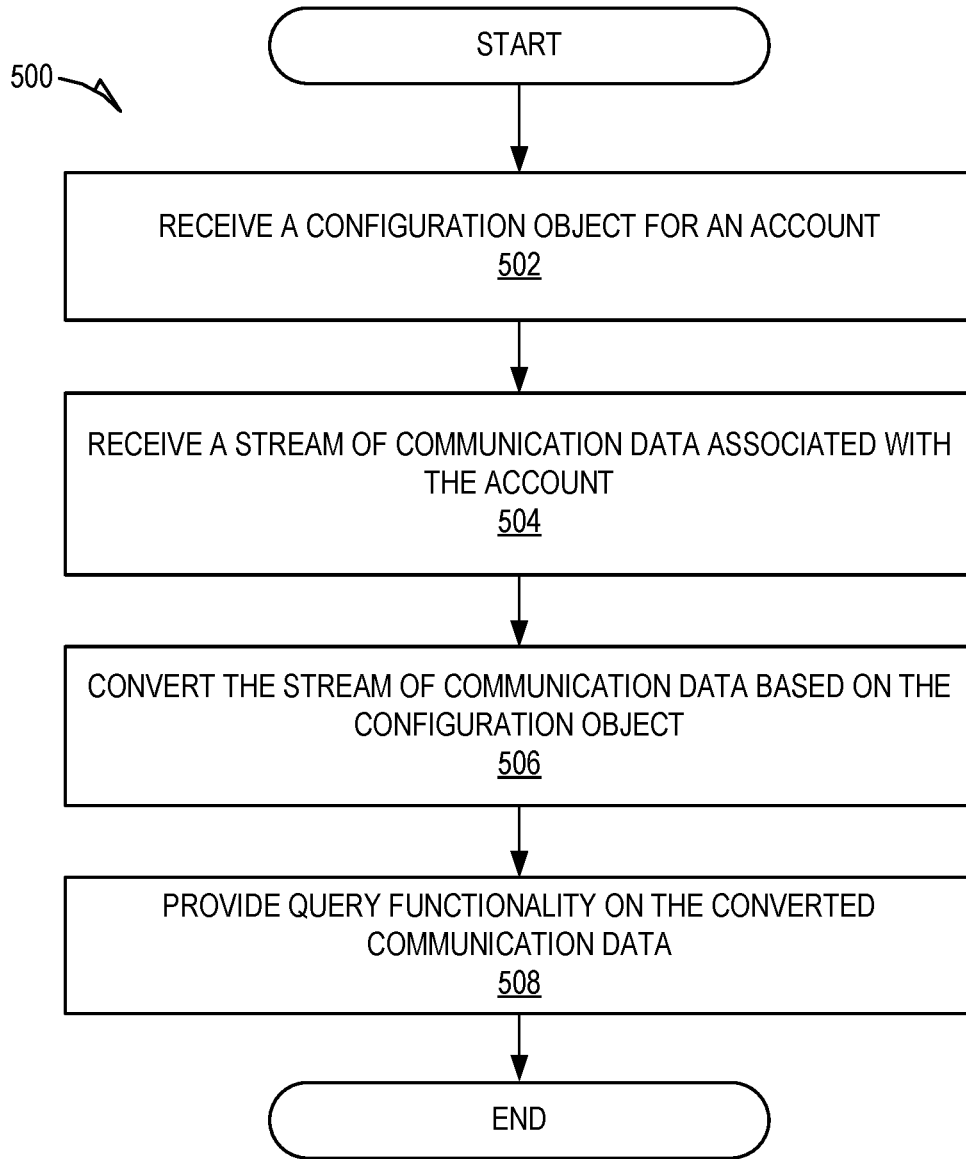 START
500
RECEIVE A CONFIGURATION OBJECT FOR AN ACCOUNT
502
RECEIVE A STREAM OF COMMUNICATION DATA ASSOCIATED WITH
THE ACCOUNT
504
CONVERT THE STREAM OF COMMUNICATION DATA BASED ON THE
CONFIGURATION OBJECT
506
PROVIDE QUERY FUNCTIONALITY ON THE CONVERTED
COMMUNICATION DATA
508
END